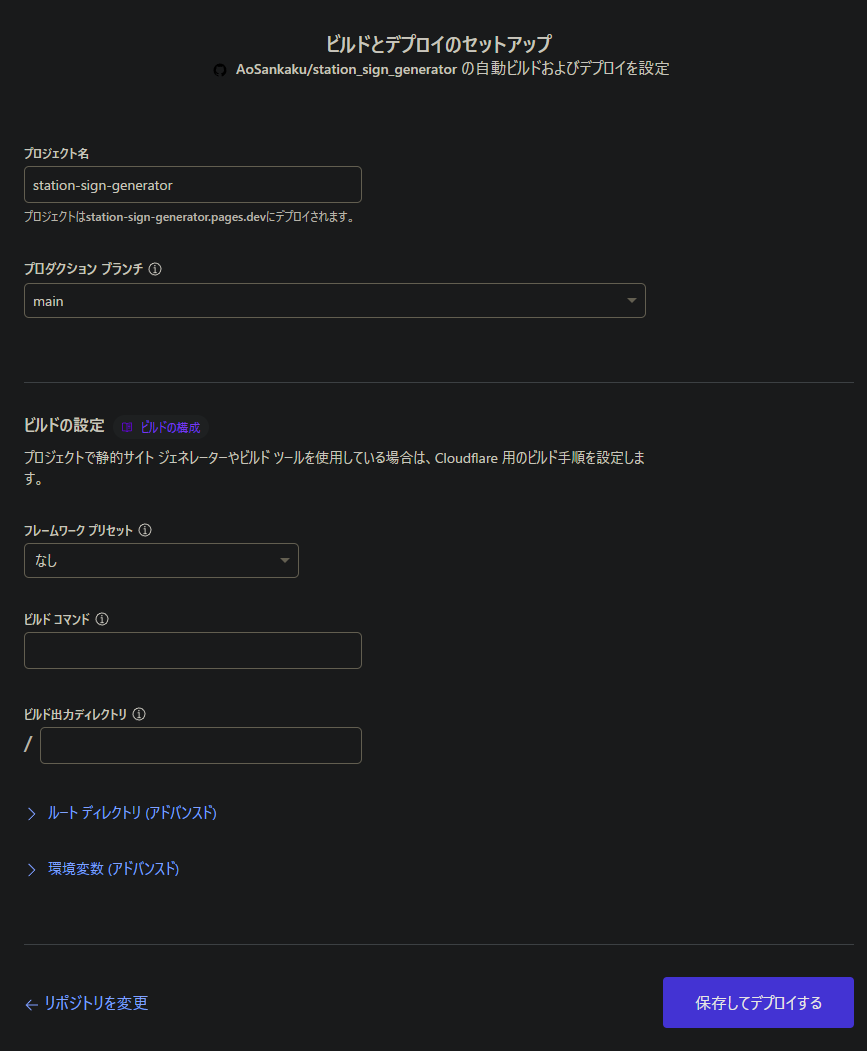 ビルドとデプロイのセットアップ
AoSankaku/station_sign_generator の自動ビルドおよびデプロイを設定
プロジェクト名
station-sign-generator
プロジェクトはstation-sign-generator.pages.devにデプロイされます。
プロダクション ブランチ
main
ビルドの設定 ビルドの構成
プロジェクトで静的サイト ジェネレーターやビルド ツールを使用している場合は、Cloudflare 用のビルド手順を設定しま
す。
フレームワーク プリセット
なし
ビルド コマンド
ビルド出力ディレクトリ
/
ルート ディレクトリ (アドバンスド)
環境変数 (アドバンスド)
← リポジトリを変更
保存してデプロイする